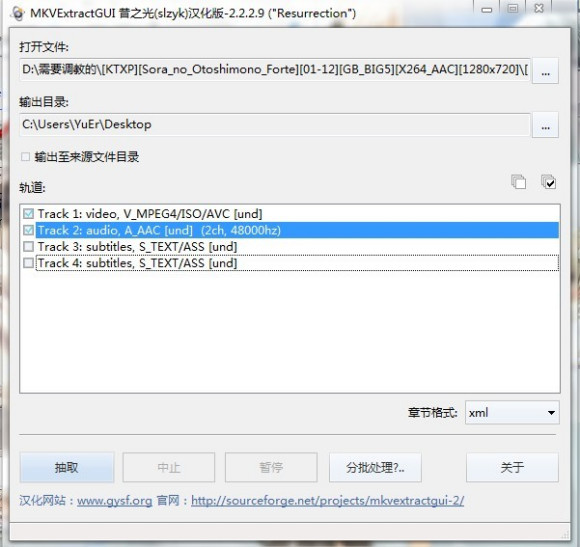 MKVExtractGUI 昔之光(slzyk)汉化版-2.2.2.9 ("Resurrection")
打开文件:
D:\需要调教的\[KTXP][Sora_no_Otoshimono_Forte][01-12][GB_BIG5][X264_AAC][1280x720]\[
...
输出目录:
C:\Users\YuEr\Desktop
...
输出至来源文件目录
轨道:
Track 1: video, V_MPEG4/ISO/AVC [und]
Track 2: audio, A_AAC [und] (2ch, 48000hz)
Track 3: subtitles, S_TEXT/ASS [und]
Track 4: subtitles, S_TEXT/ASS [und]
章节格式: xml
抽取 中止 暂停 分批处理?.. 关于
汉化网站：www.gysf.org 官网：http://sourceforge.net/projects/mkvextractgui-2/